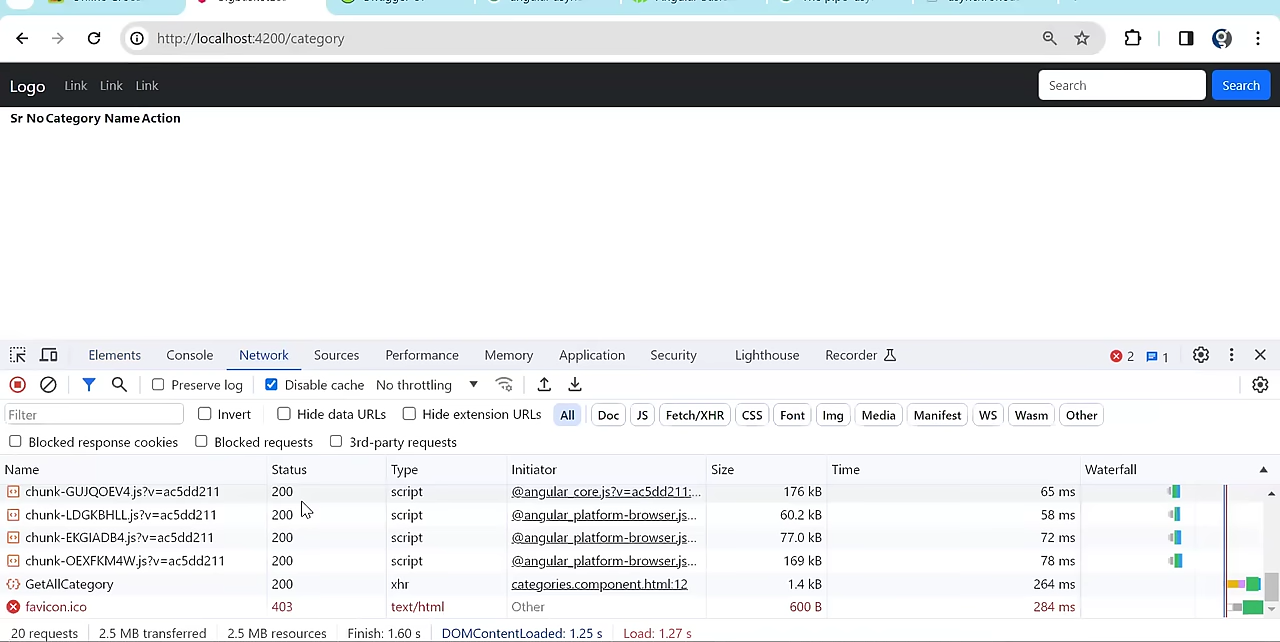 http://localhost:4200/category
Logo Link Link Link Search Search
Sr No Category Name Action
Elements Console Network Sources Performance Memory Application Security Lighthouse Recorder 2 1
Preserve log Disable cache No throttling
Filter Invert Hide data URLs Hide extension URLs All Doc JS Fetch/XHR CSS Font Img Media Manifest WS Wasm Other
Blocked response cookies Blocked requests 3rd-party requests
Name Status Type Initiator Size Time Waterfall
chunk-GUJQOEV4.js?v=ac5dd211 200 script @angular_core.js?v=ac5dd211:... 176 kB 65 ms
chunk-LDGKBHLL.js?v=ac5dd211 200 script @angular_platform-browser.js... 60.2 kB 58 ms
chunk-EKGIADB4.js?v=ac5dd211 200 script @angular_platform-browser.js... 77.0 kB 72 ms
chunk-OEXFKM4W.js?v=ac5dd211 200 script @angular_platform-browser.js... 169 kB 78 ms
GetAllCategory 200 xhr categories.component.html:12 1.4 kB 264 ms
favicon.ico 403 text/html Other 600 B 284 ms
20 requests 2.5 MB transferred 2.5 MB resources Finish: 1.60 s DOMContentLoaded: 1.25 s Load: 1.27 s